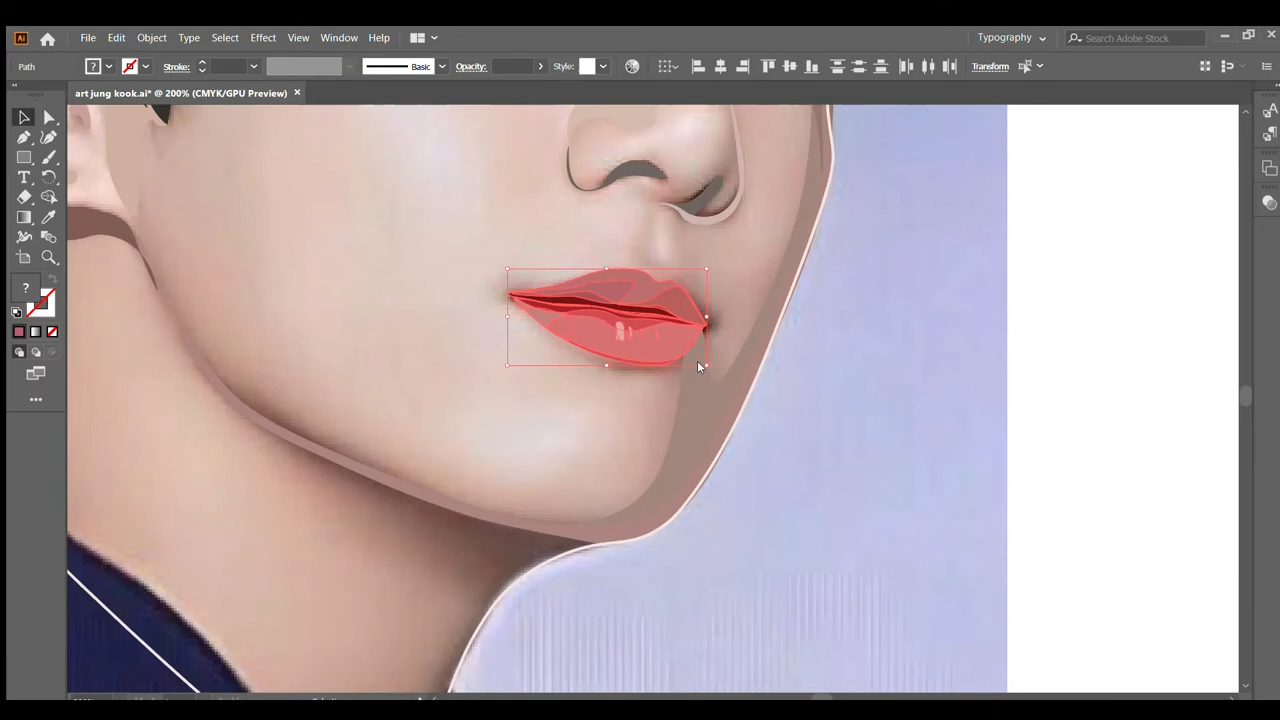 Ai File Edit Object Type Select Effect View Window Help Typography Search Adobe Stock
Path ? Stroke: Basic Opacity: Style: Transform
art jung kook.ai* @ 200% (CMYK/GPU Preview) ×
?